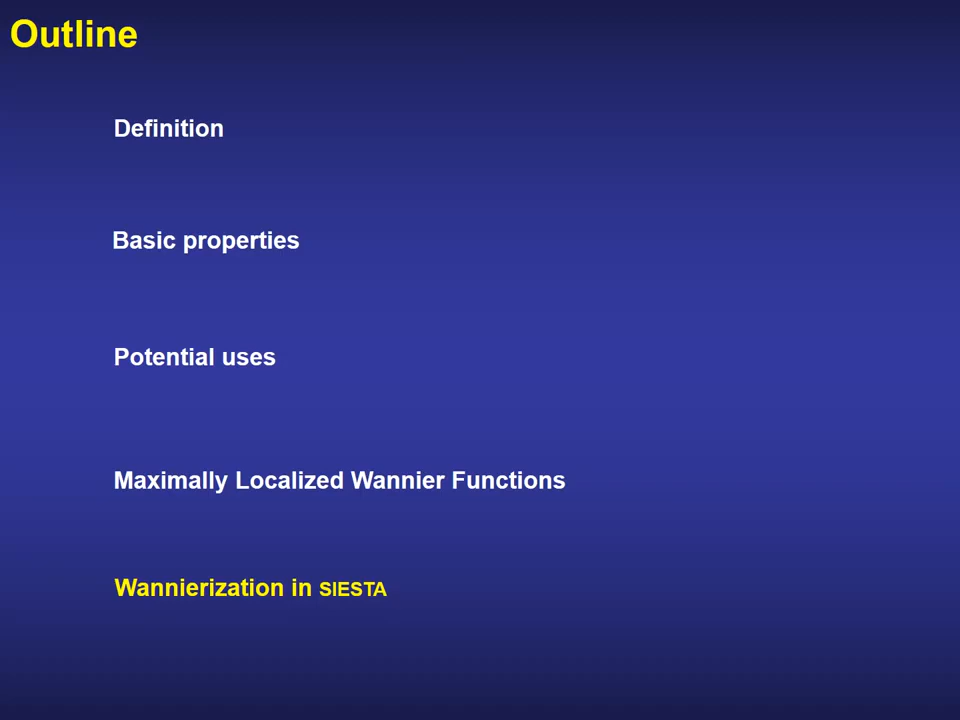 Outline
Definition
Basic properties
Potential uses
Maximally Localized Wannier Functions
Wannierization in SIESTA